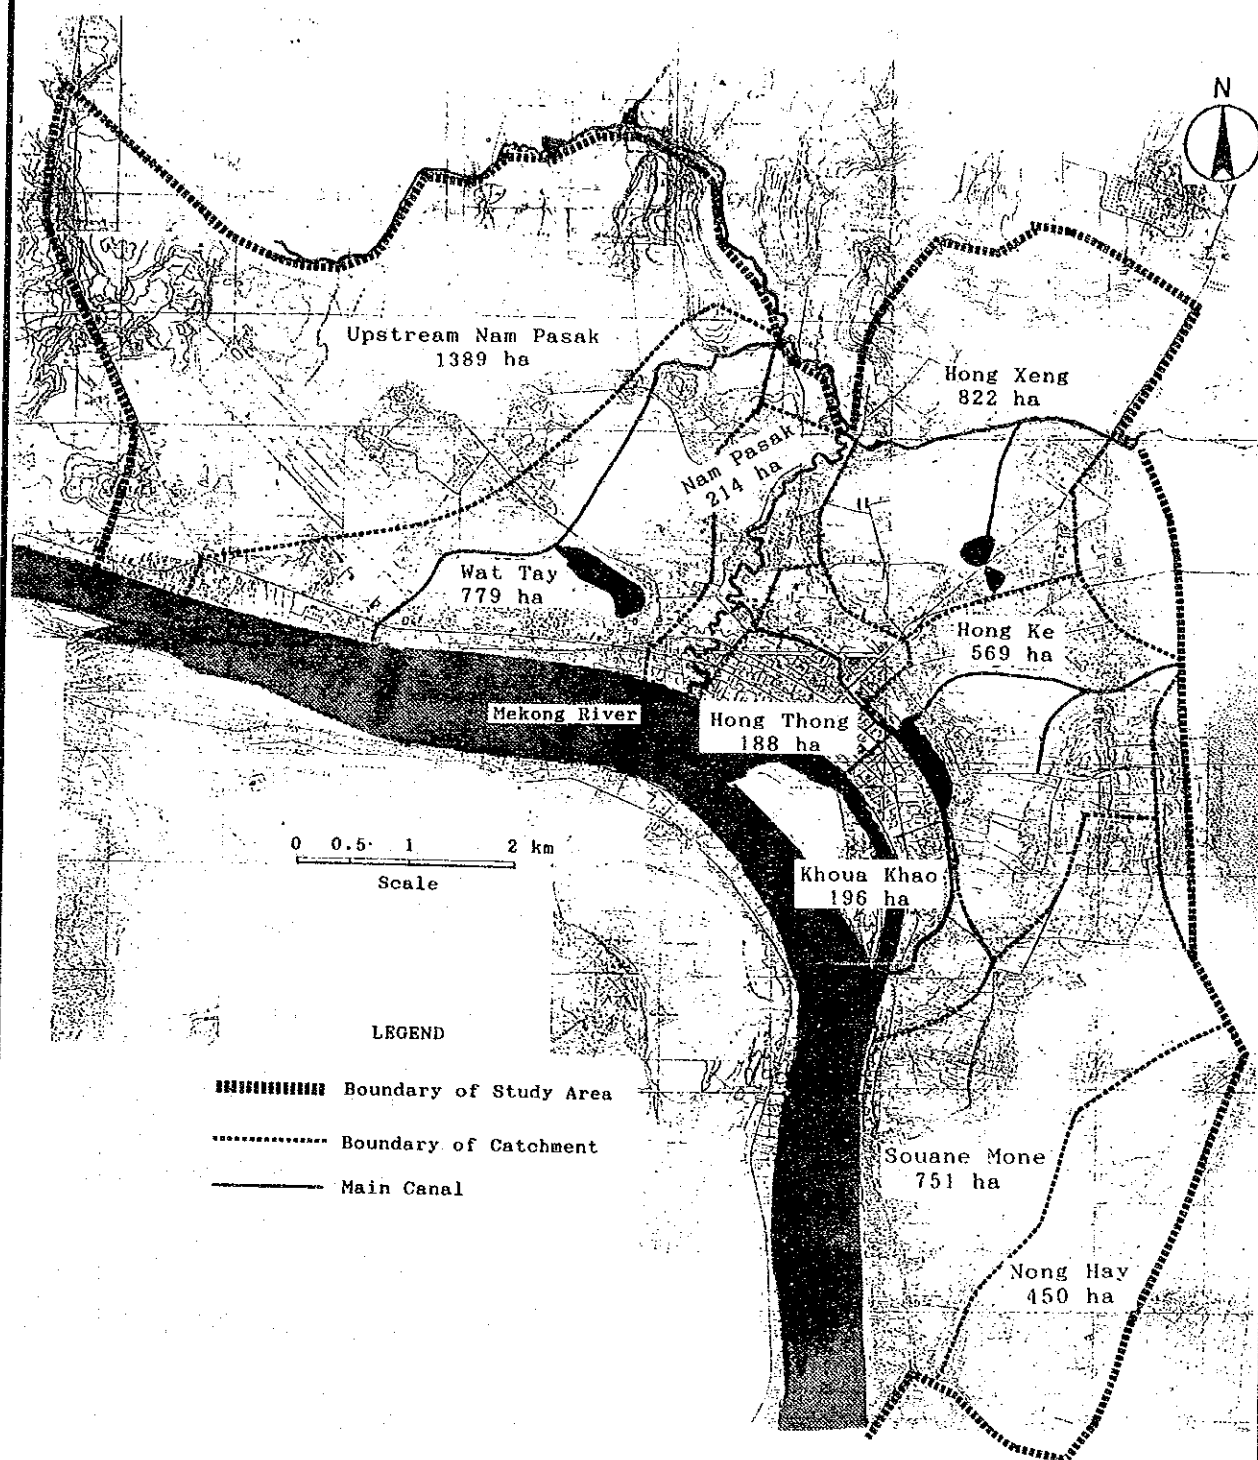 N
Upstream Nam Pasak
1389 ha
Hong Xeng
822 ha
Nam Pasak
214 ha
Wat Tay
779 ha
Hong Ke
569 ha
Mekong River
Hong Thong
188 ha
0 0.5 1 2 km
Scale
Khoua Khao
196 ha
LEGEND
Boundary of Study Area
Boundary of Catchment
Main Canal
Souane Mone
751 ha
Nong Hay
450 ha